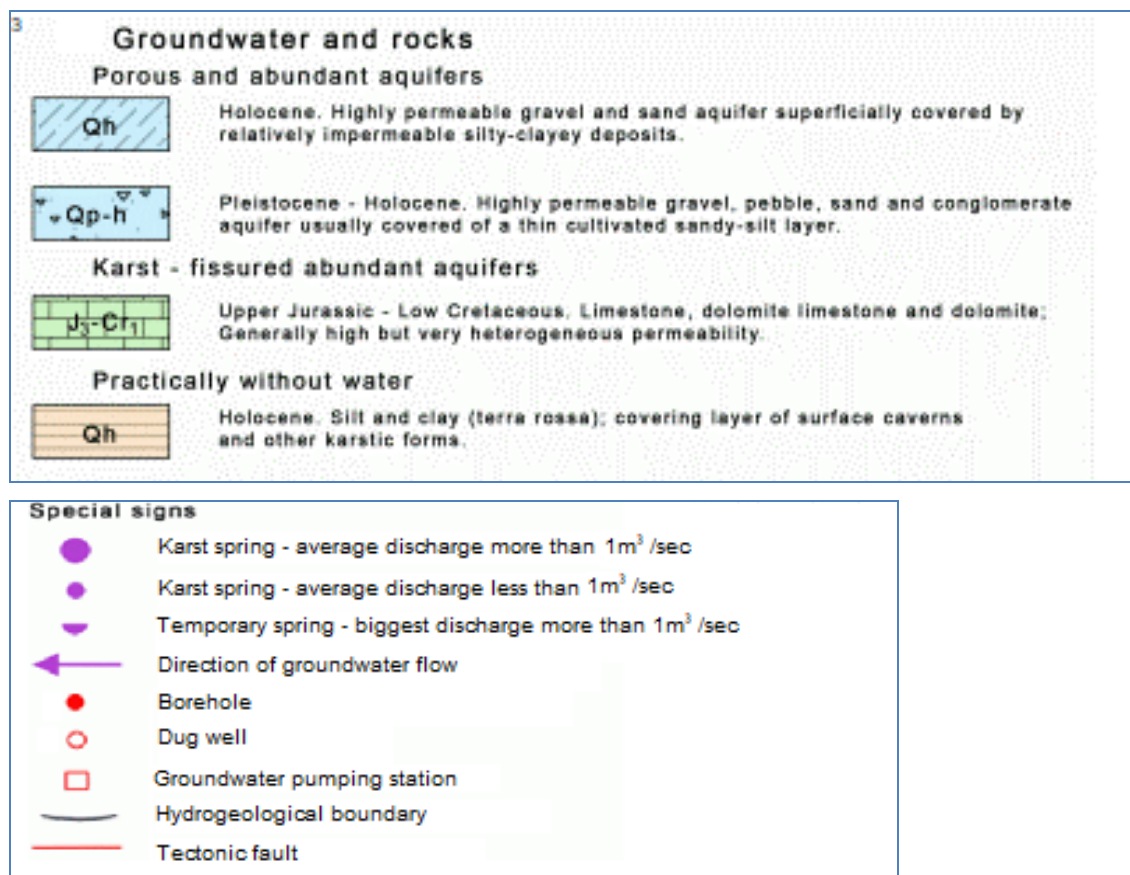 3
Groundwater and rocks
Porous and abundant aquifers
Qh
Holocene. Highly permeable gravel and sand aquifer superficially covered by
relatively impermeable silty-clayey deposits.
Qp-h
Pleistocene - Holocene. Highly permeable gravel, pebble, sand and conglomerate
aquifer usually covered of a thin cultivated sandy-silt layer.
Karst - fissured abundant aquifers
J₃-Cr₁
Upper Jurassic - Low Cretaceous. Limestone, dolomite limestone and dolomite;
Generally high but very heterogeneous permeability.
Practically without water
Qh
Holocene. Silt and clay (terra rossa); covering layer of surface caverns
and other karstic forms.
Special signs
Karst spring - average discharge more than 1m³ /sec
Karst spring - average discharge less than 1m³ /sec
Temporary spring - biggest discharge more than 1m³ /sec
Direction of groundwater flow
Borehole
Dug well
Groundwater pumping station
Hydrogeological boundary
Tectonic fault